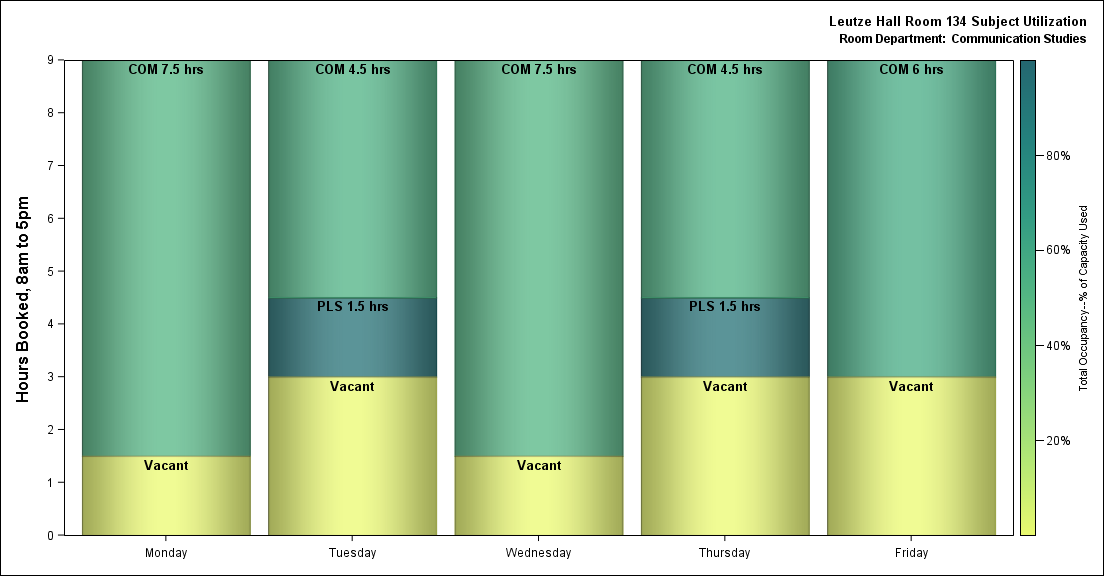 Leutze Hall Room 134 Subject Utilization
Room Department: Communication Studies
Hours Booked, 8am to 5pm
9
8
7
6
5
4
3
2
1
0
COM 7.5 hrs
Vacant
COM 4.5 hrs
PLS 1.5 hrs
Vacant
COM 7.5 hrs
Vacant
COM 4.5 hrs
PLS 1.5 hrs
Vacant
COM 6 hrs
Vacant
Monday
Tuesday
Wednesday
Thursday
Friday
80%
60%
40%
20%
Total Occupancy--% of Capacity Used